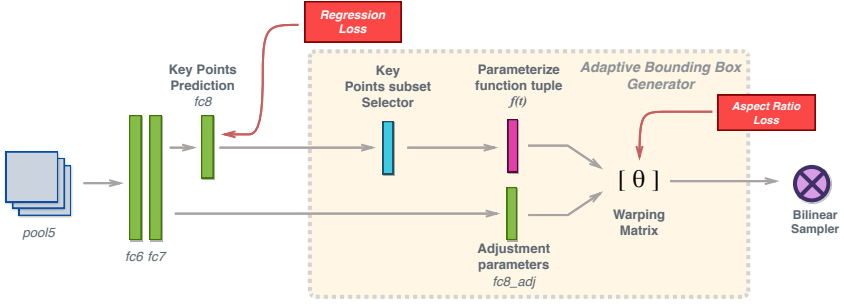 Regression
Loss
Key Points
Prediction
fc8
Key
Points subset
Selector
Parameterize
function tuple
f(t)
Adaptive Bounding Box
Generator
Aspect Ratio
Loss
[ θ ]
Warping
Matrix
Bilinear
Sampler
pool5
fc6 fc7
Adjustment
parameters
fc8_adj